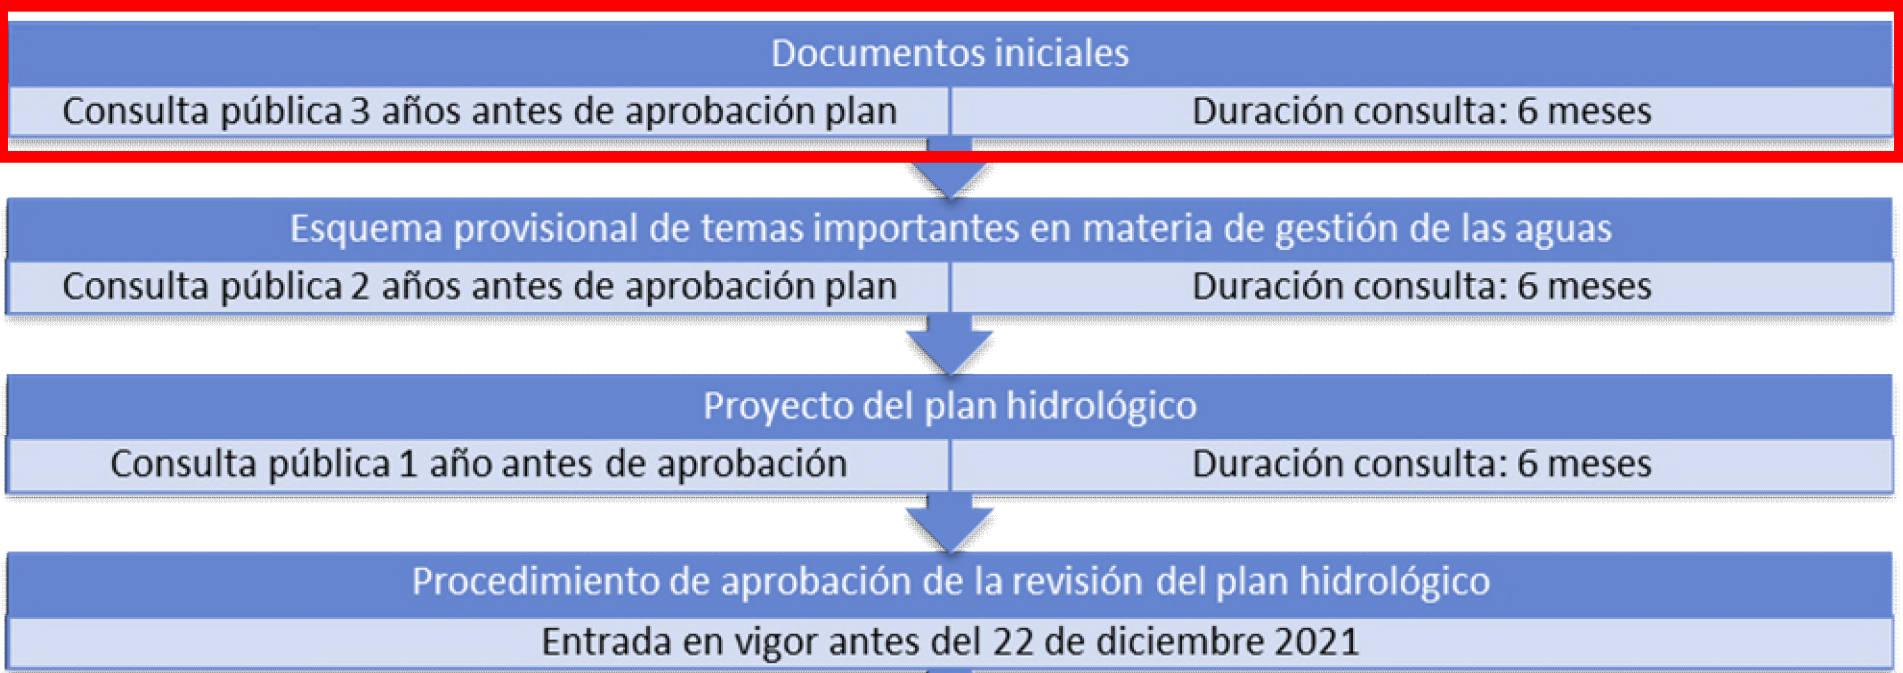 Documentos iniciales
Consulta pública 3 años antes de aprobación plan
Duración consulta: 6 meses
Esquema provisional de temas importantes en materia de gestión de las aguas
Consulta pública 2 años antes de aprobación plan
Duración consulta: 6 meses
Proyecto del plan hidrológico
Consulta pública 1 año antes de aprobación
Duración consulta: 6 meses
Procedimiento de aprobación de la revisión del plan hidrológico
Entrada en vigor antes del 22 de diciembre 2021